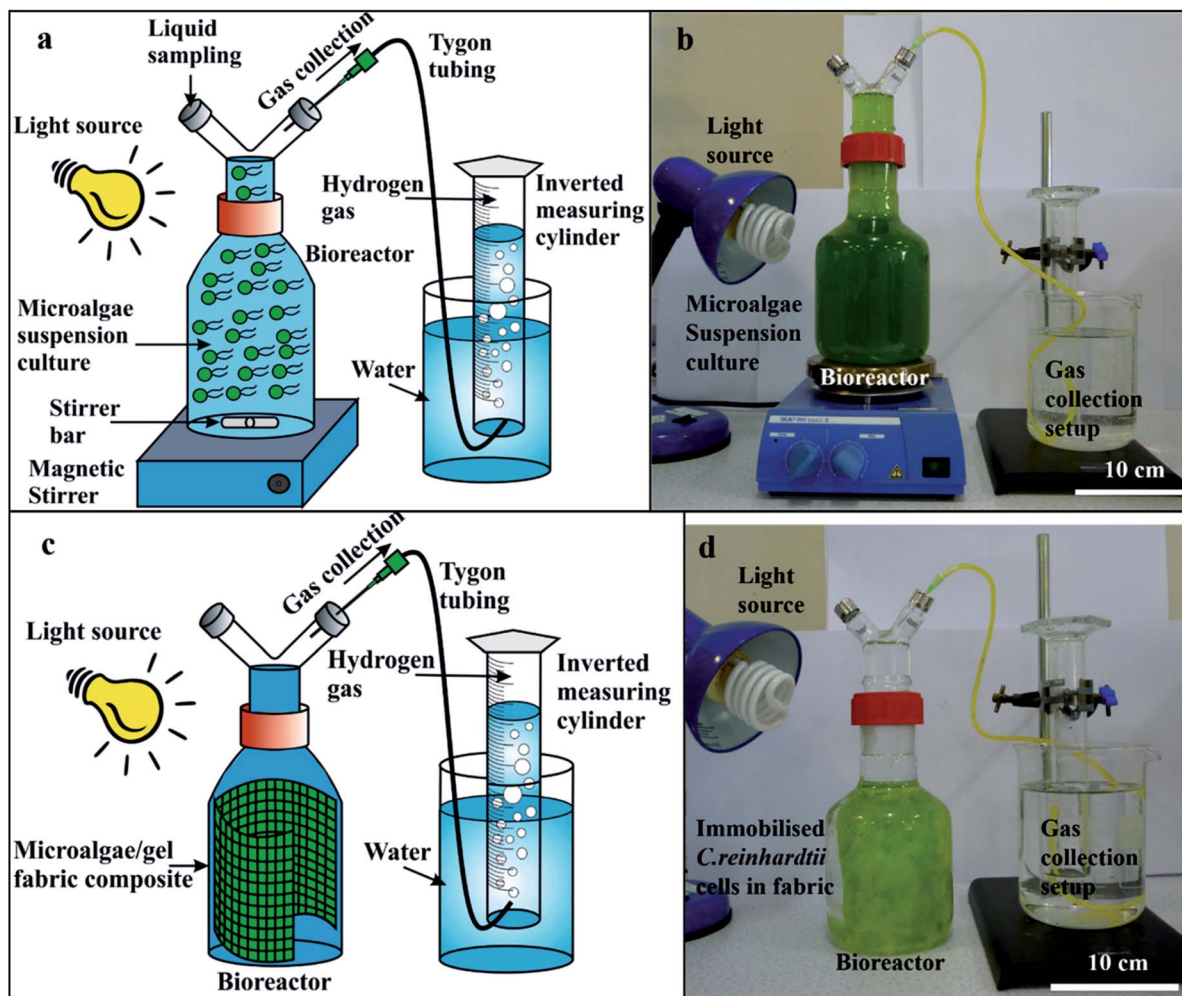 a
Liquid
sampling
Gas collection
Tygon
tubing
Light source
Hydrogen
gas
Inverted
measuring
cylinder
Bioreactor
Microalgae
suspension
culture
Water
Stirrer
bar
Magnetic
Stirrer
b
Light
source
Microalgae
Suspension
culture
Bioreactor
Gas
collection
setup
10 cm
c
Gas collection
Tygon
tubing
Light source
Hydrogen
gas
Inverted
measuring
cylinder
Microalgae/gel
fabric composite
Water
Bioreactor
d
Light
source
Immobilised
C.reinhardtii
cells in fabric
Gas
collection
setup
Bioreactor
10 cm